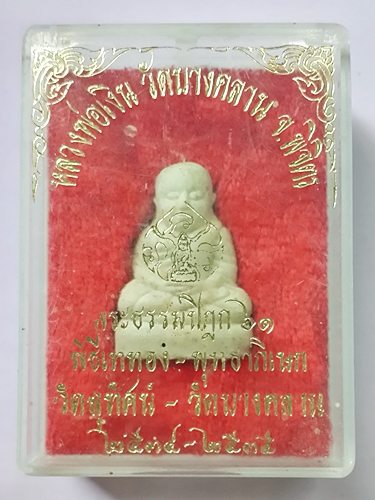 หลวงพ่อเงิน วัดบางคลาน จ.พิจิตร
พระธรรมปิฎก ๖๑
พิธีเททอง - พุทธาภิเษก
วัดสุทัศน์ - วัดบางคลาน
๒๕๓๔-๒๕๓๕